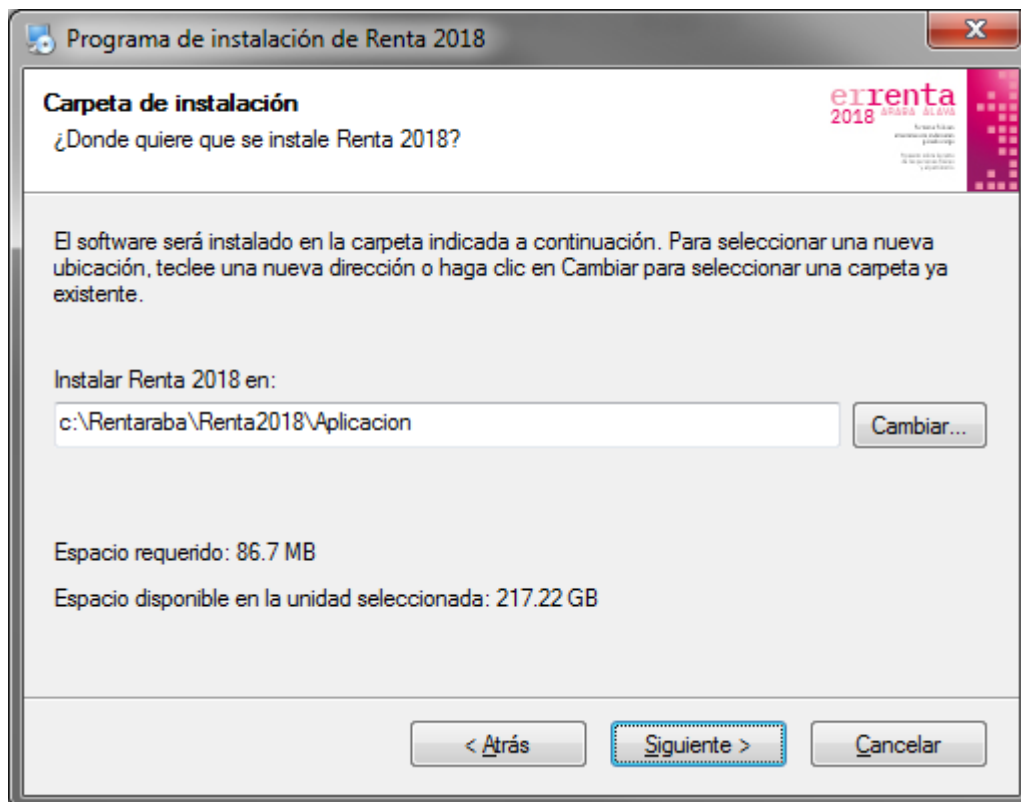 Programa de instalación de Renta 2018
Carpeta de instalación
¿Donde quiere que se instale Renta 2018?
errenta
2018 ARABA ÁLAVA
El software será instalado en la carpeta indicada a continuación. Para seleccionar una nueva
ubicación, teclee una nueva dirección o haga clic en Cambiar para seleccionar una carpeta ya
existente.
Instalar Renta 2018 en:
c:\Rentaraba\Renta2018\Aplicacion
Cambiar...
Espacio requerido: 86.7 MB
Espacio disponible en la unidad seleccionada: 217.22 GB
< Atrás
Siguiente >
Cancelar